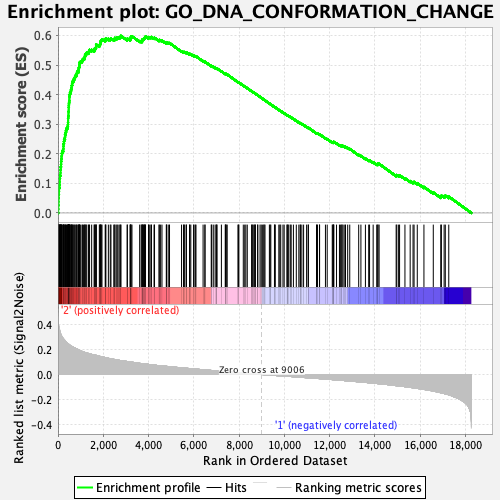 Enrichment plot: GO_DNA_CONFORMATION_CHANGE
Enrichment score (ES)
0.6
0.5
0.4
0.3
0.2
0.1
0.0
'2' (positively correlated)
Ranked list metric (Signal2Noise)
0.4
0.2
0.0
-0.2
-0.4
Zero cross at 9006
'1' (negatively correlated)
0 2,000 4,000 6,000 8,000 10,000 12,000 14,000 16,000 18,000
Rank in Ordered Dataset
Enrichment profile Hits Ranking metric scores